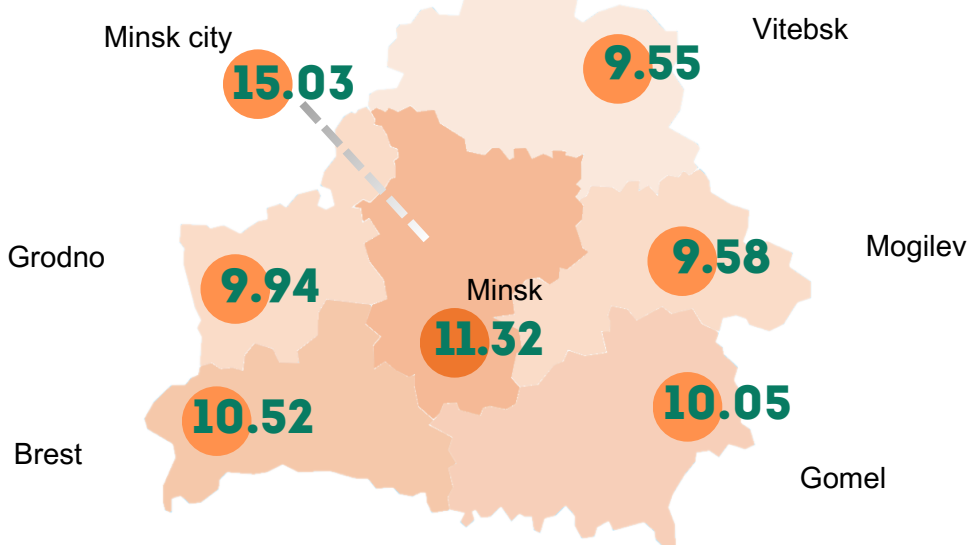 Minsk city
15.03
Vitebsk
9.55
Grodno
9.94
Minsk
11.32
Mogilev
9.58
Brest
10.52
Gomel
10.05